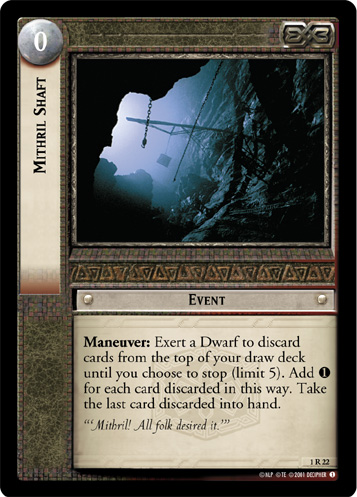 0
Mithril Shaft
Event
Maneuver: Exert a Dwarf to discard
cards from the top of your draw deck
until you choose to stop (limit 5). Add ❶
for each card discarded in this way. Take
the last card discarded into hand.
“‘Mithril! All folk desired it.’”
1 R 22
©NLP ©TE ©2001 DECIPHER